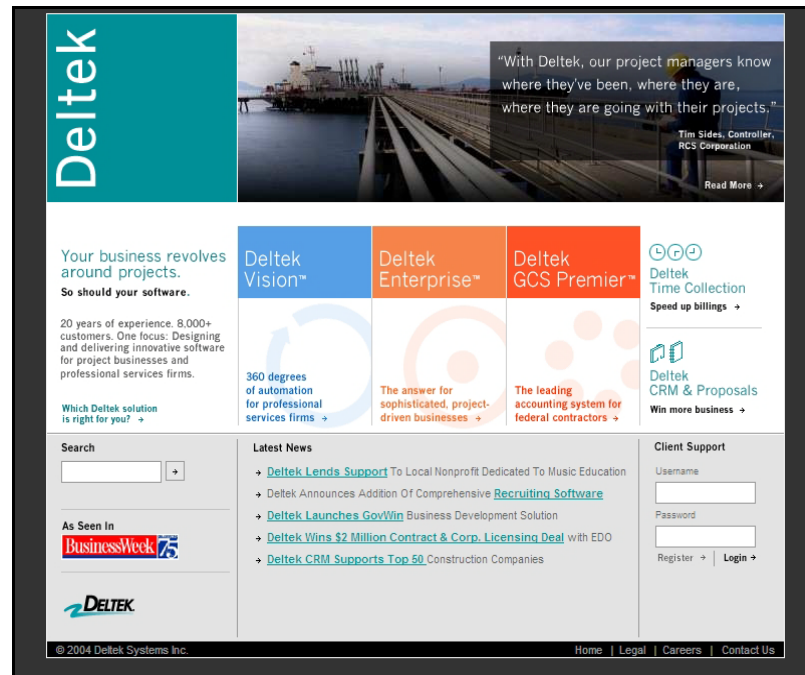 Deltek
“With Deltek, our project managers know
where they've been, where they are,
where they are going with their projects.”
Tim Sides, Controller,
RCS Corporation
Read More →
Your business revolves
around projects.
So should your software.
20 years of experience. 8,000+
customers. One focus: Designing
and delivering innovative software
for project businesses and
professional services firms.
Which Deltek solution
is right for you? →
Deltek
Vision™
360 degrees
of automation
for professional
services firms →
Deltek
Enterprise™
The answer for
sophisticated, project-
driven businesses →
Deltek
GCS Premier™
The leading
accounting system for
federal contractors →
Deltek
Time Collection
Speed up billings →
Deltek
CRM & Proposals
Win more business →
Search
→
As Seen In
BusinessWeek 75
DELTEK
Latest News
→ Deltek Lends Support To Local Nonprofit Dedicated To Music Education
→ Deltek Announces Addition Of Comprehensive Recruiting Software
→ Deltek Launches GovWin Business Development Solution
→ Deltek Wins $2 Million Contract & Corp. Licensing Deal with EDO
→ Deltek CRM Supports Top 50 Construction Companies
Client Support
Username
Password
Register → | Login →
© 2004 Deltek Systems Inc.
Home | Legal | Careers | Contact Us